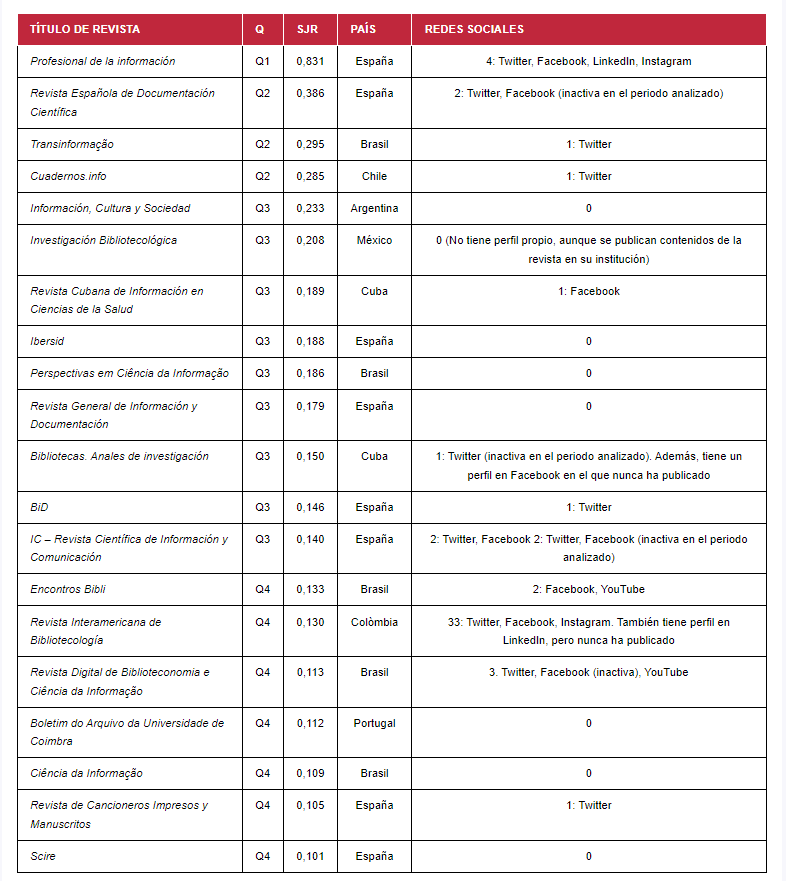 TÍTULO DE REVISTA Q SJR PAÍS REDES SOCIALES
Profesional de la información Q1 0,831 España 4: Twitter, Facebook, LinkedIn, Instagram
Revista Española de Documentación
Científica Q2 0,386 España 2: Twitter, Facebook (inactiva en el periodo analizado)
Transinformação Q2 0,295 Brasil 1: Twitter
Cuadernos.info Q2 0,285 Chile 1: Twitter
Información, Cultura y Sociedad Q3 0,233 Argentina 0
Investigación Bibliotecológica Q3 0,208 México 0 (No tiene perfil propio, aunque se publican contenidos de la
revista en su institución)
Revista Cubana de Información en
Ciencias de la Salud Q3 0,189 Cuba 1: Facebook
Ibersid Q3 0,188 España 0
Perspectivas em Ciência da Informação Q3 0,186 Brasil 0
Revista General de Información y
Documentación Q3 0,179 España 0
Bibliotecas. Anales de investigación Q3 0,150 Cuba 1: Twitter (inactiva en el periodo analizado). Además, tiene un
perfil en Facebook en el que nunca ha publicado
BiD Q3 0,146 España 1: Twitter
IC – Revista Científica de Información y
Comunicación Q3 0,140 España 2: Twitter, Facebook 2: Twitter, Facebook (inactiva en el periodo
analizado)
Encontros Bibli Q4 0,133 Brasil 2: Facebook, YouTube
Revista Interamericana de
Bibliotecología Q4 0,130 Colòmbia 33: Twitter, Facebook, Instagram. También tiene perfil en
LinkedIn, pero nunca ha publicado
Revista Digital de Biblioteconomia e
Ciência da Informação Q4 0,113 Brasil 3. Twitter, Facebook (inactiva), YouTube
Boletim do Arquivo da Universidade de
Coimbra Q4 0,112 Portugal 0
Ciência da Informação Q4 0,109 Brasil 0
Revista de Cancioneros Impresos y
Manuscritos Q4 0,105 España 1: Twitter
Scire Q4 0,101 España 0